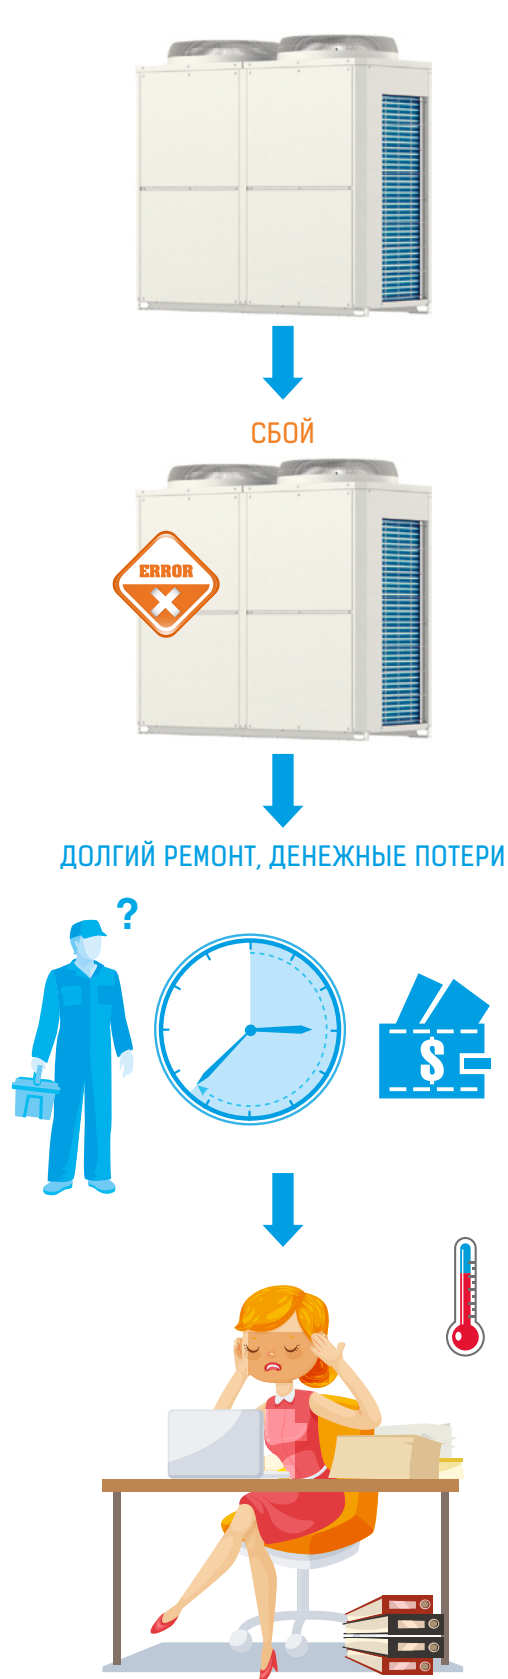 СБОЙ
ERROR
ДОЛГИЙ РЕМОНТ, ДЕНЕЖНЫЕ ПОТЕРИ
?
$